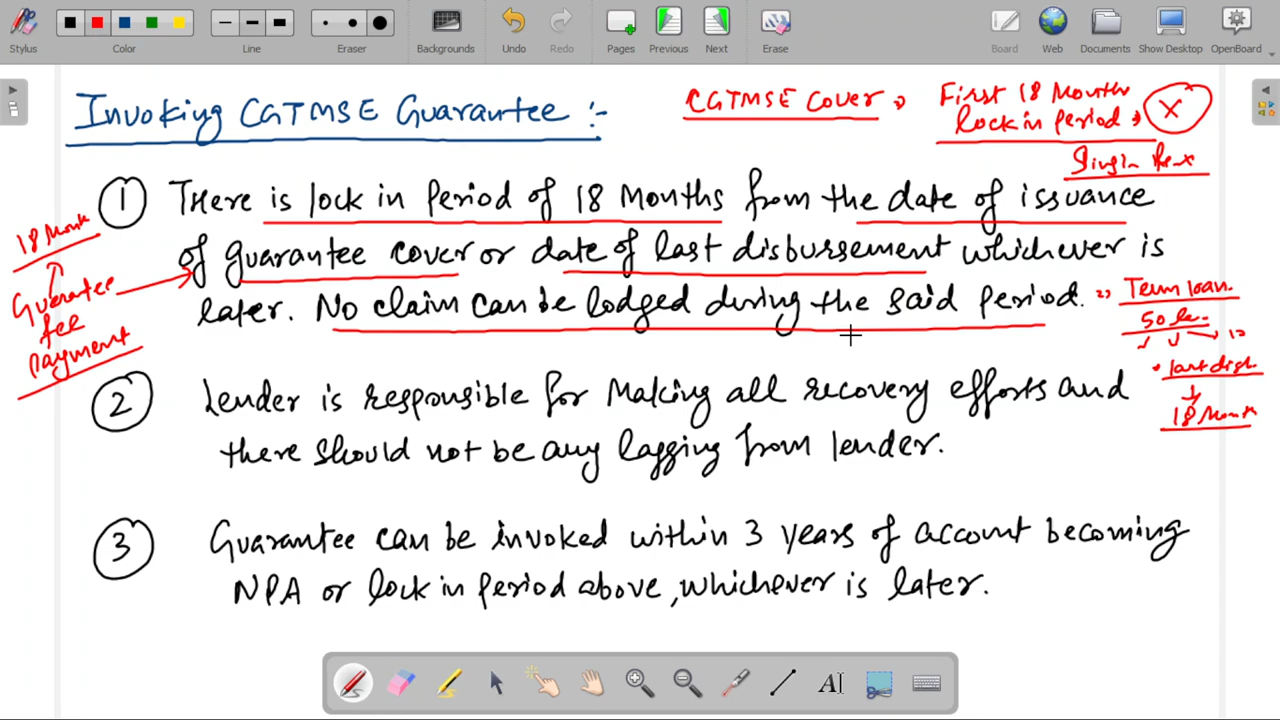 Stylus
Color
Line
Eraser
Backgrounds
Undo
Redo
Pages
Previous
Next
Erase
Board
Web
Documents
Show Desktop
OpenBoard
Invoking CGTMSE Guarantee :-
CGTMSE Cover
First 18 Months
lock in Period
X
① There is lock in Period of 18 Months from the date of issuance
of guarantee cover or date of last disbursement whichever is
later. No claim can be lodged during the said period.
18 Month
Guarantee
fee
payment
Term loan.
50
last disb.
18 Month
② Lender is responsible for Making all recovery efforts and
there should not be any lagging from lender.
③ Guarantee can be invoked within 3 years of account becoming
NPA or lock in period above, whichever is later.